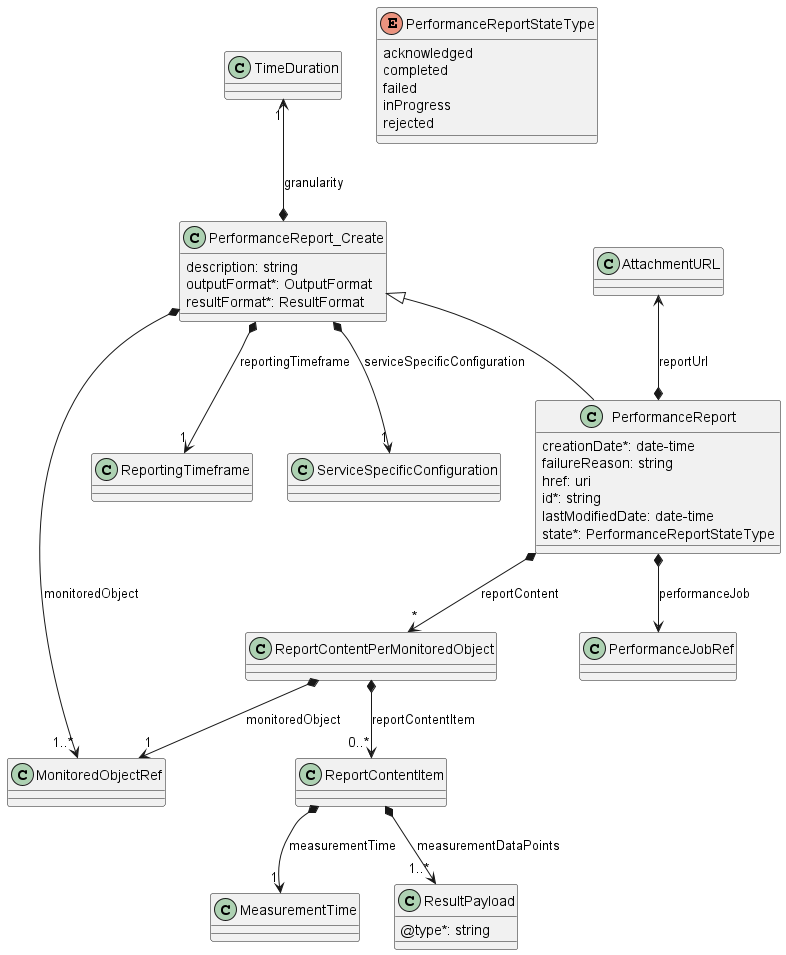 E PerformanceReportStateType
acknowledged
completed
failed
inProgress
rejected
C TimeDuration
1
granularity
C PerformanceReport_Create
description: string
outputFormat*: OutputFormat
resultFormat*: ResultFormat
C AttachmentURL
reportingTimeframe
serviceSpecificConfiguration
reportUrl
C PerformanceReport
creationDate*: date-time
failureReason: string
href: uri
id*: string
lastModifiedDate: date-time
state*: PerformanceReportStateType
1
1
C ReportingTimeframe
C ServiceSpecificConfiguration
monitoredObject
reportContent
performanceJob
*
C ReportContentPerMonitoredObject
C PerformanceJobRef
monitoredObject
reportContentItem
1..*
1
0..*
C MonitoredObjectRef
C ReportContentItem
measurementTime
measurementDataPoints
1
1..*
C MeasurementTime
C ResultPayload
@type*: string